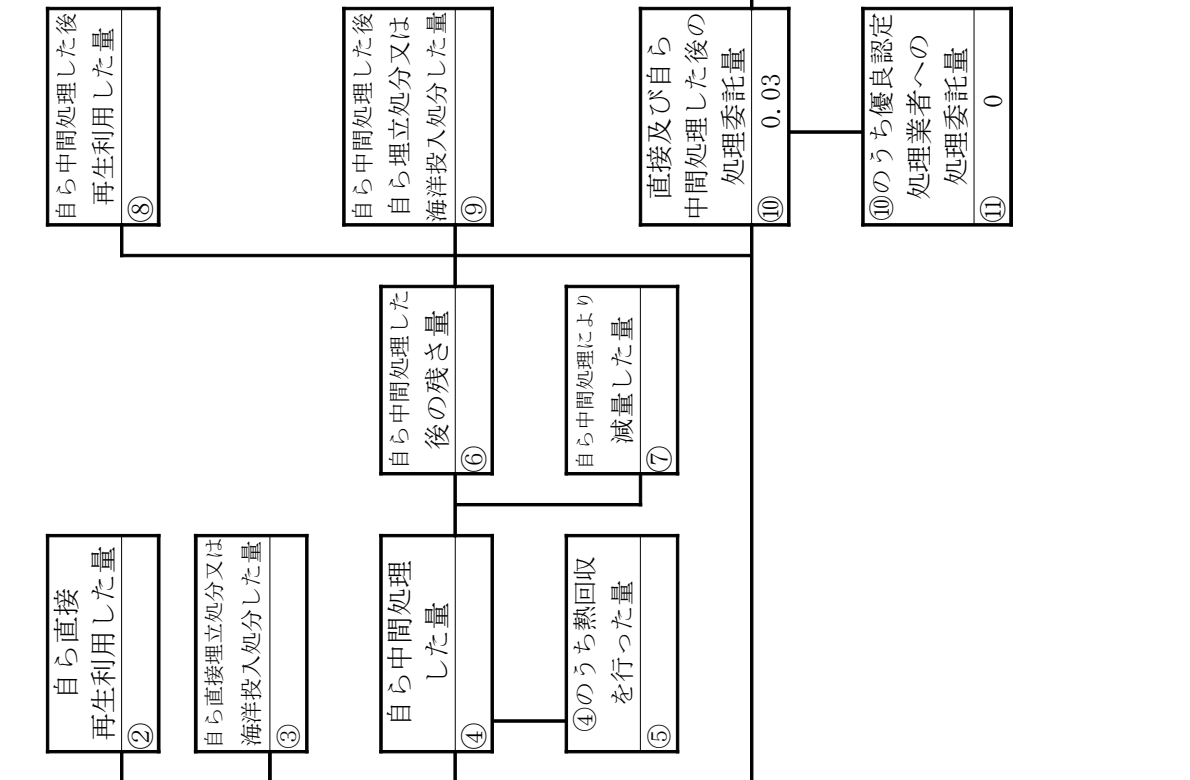 自ら直接
再生利用した量
②
自ら直接埋立処分又は
海洋投入処分した量
③
自ら中間処理
した量
④
④のうち熱回収
を行った量
⑤
自ら中間処理した
後の残さ量
⑥
自ら中間処理により
減量した量
⑦
自ら中間処理した後
再生利用した量
⑧
自ら中間処理した後
自ら埋立処分又は
海洋投入処分した量
⑨
直接及び自ら
中間処理した後の
処理委託量
⑩ 0.03
⑩のうち優良認定
処理業者への
処理委託量
⑪ 0